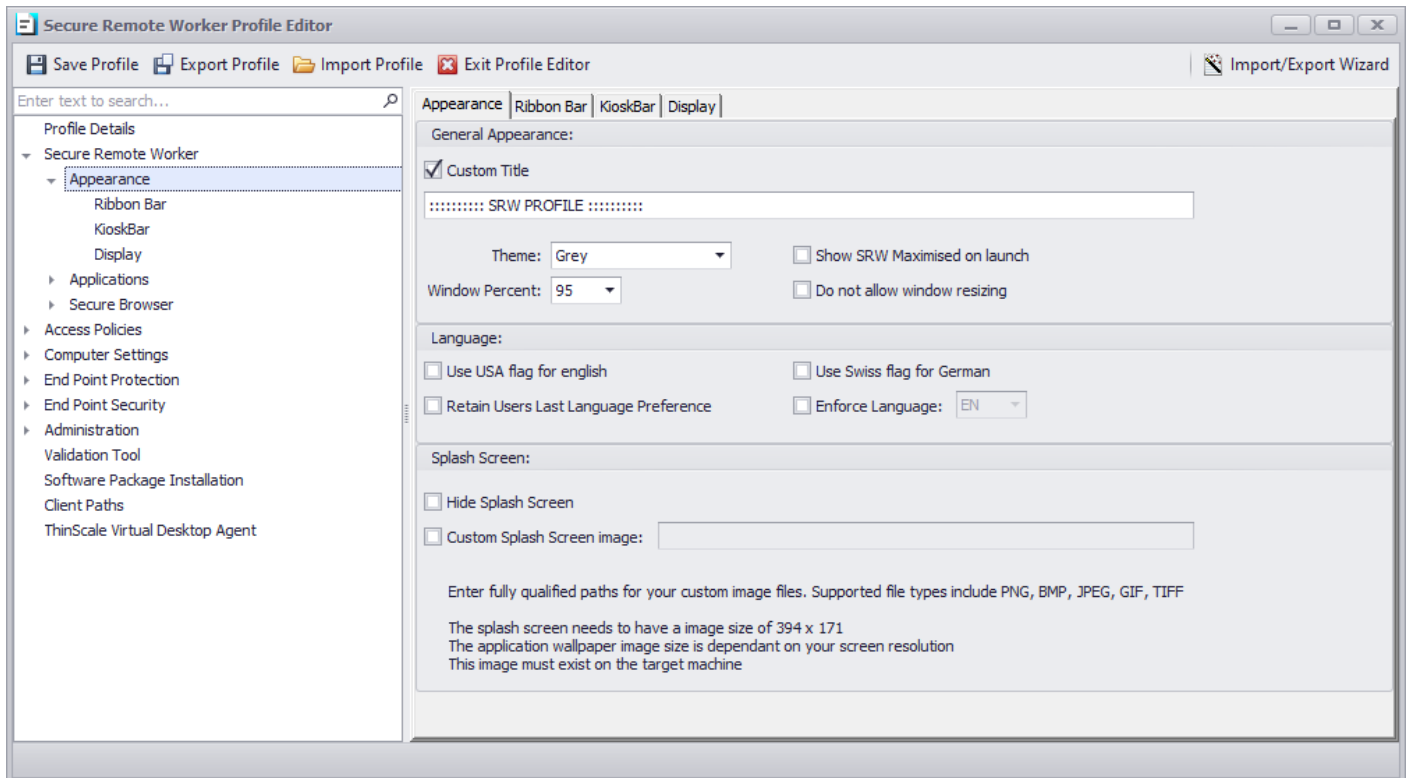 Secure Remote Worker Profile Editor
Save Profile Export Profile Import Profile Exit Profile Editor Import/Export Wizard
Enter text to search...
Profile Details
Secure Remote Worker
Appearance
Ribbon Bar
KioskBar
Display
Applications
Secure Browser
Access Policies
Computer Settings
End Point Protection
End Point Security
Administration
Validation Tool
Software Package Installation
Client Paths
ThinScale Virtual Desktop Agent
Appearance Ribbon Bar KioskBar Display
General Appearance:
Custom Title
:::::::::: SRW PROFILE ::::::::::
Theme: Grey Show SRW Maximised on launch
Window Percent: 95 Do not allow window resizing
Language:
Use USA flag for english Use Swiss flag for German
Retain Users Last Language Preference Enforce Language: EN
Splash Screen:
Hide Splash Screen
Custom Splash Screen image:
Enter fully qualified paths for your custom image files. Supported file types include PNG, BMP, JPEG, GIF, TIFF
The splash screen needs to have a image size of 394 x 171
The application wallpaper image size is dependant on your screen resolution
This image must exist on the target machine